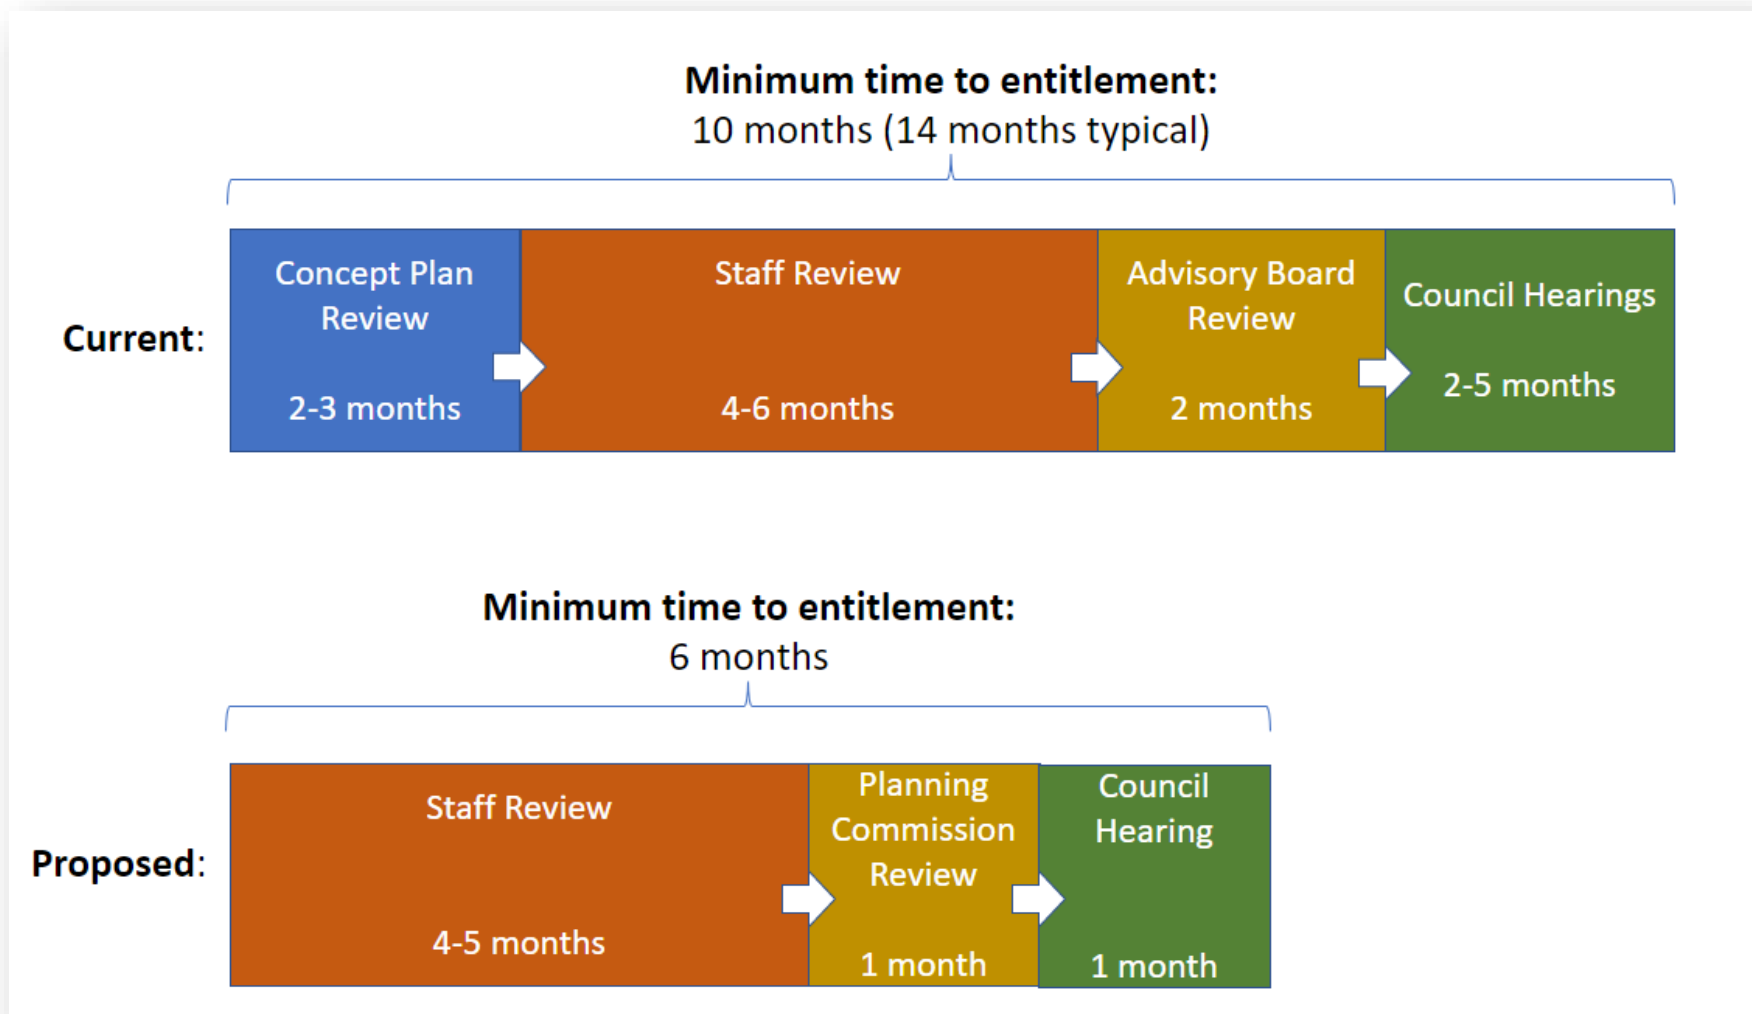 Minimum time to entitlement:
10 months (14 months typical)
Current:
Concept Plan
Review
2-3 months
Staff Review
4-6 months
Advisory Board
Review
2 months
Council Hearings
2-5 months
Minimum time to entitlement:
6 months
Proposed:
Staff Review
4-5 months
Planning
Commission
Review
1 month
Council
Hearing
1 month